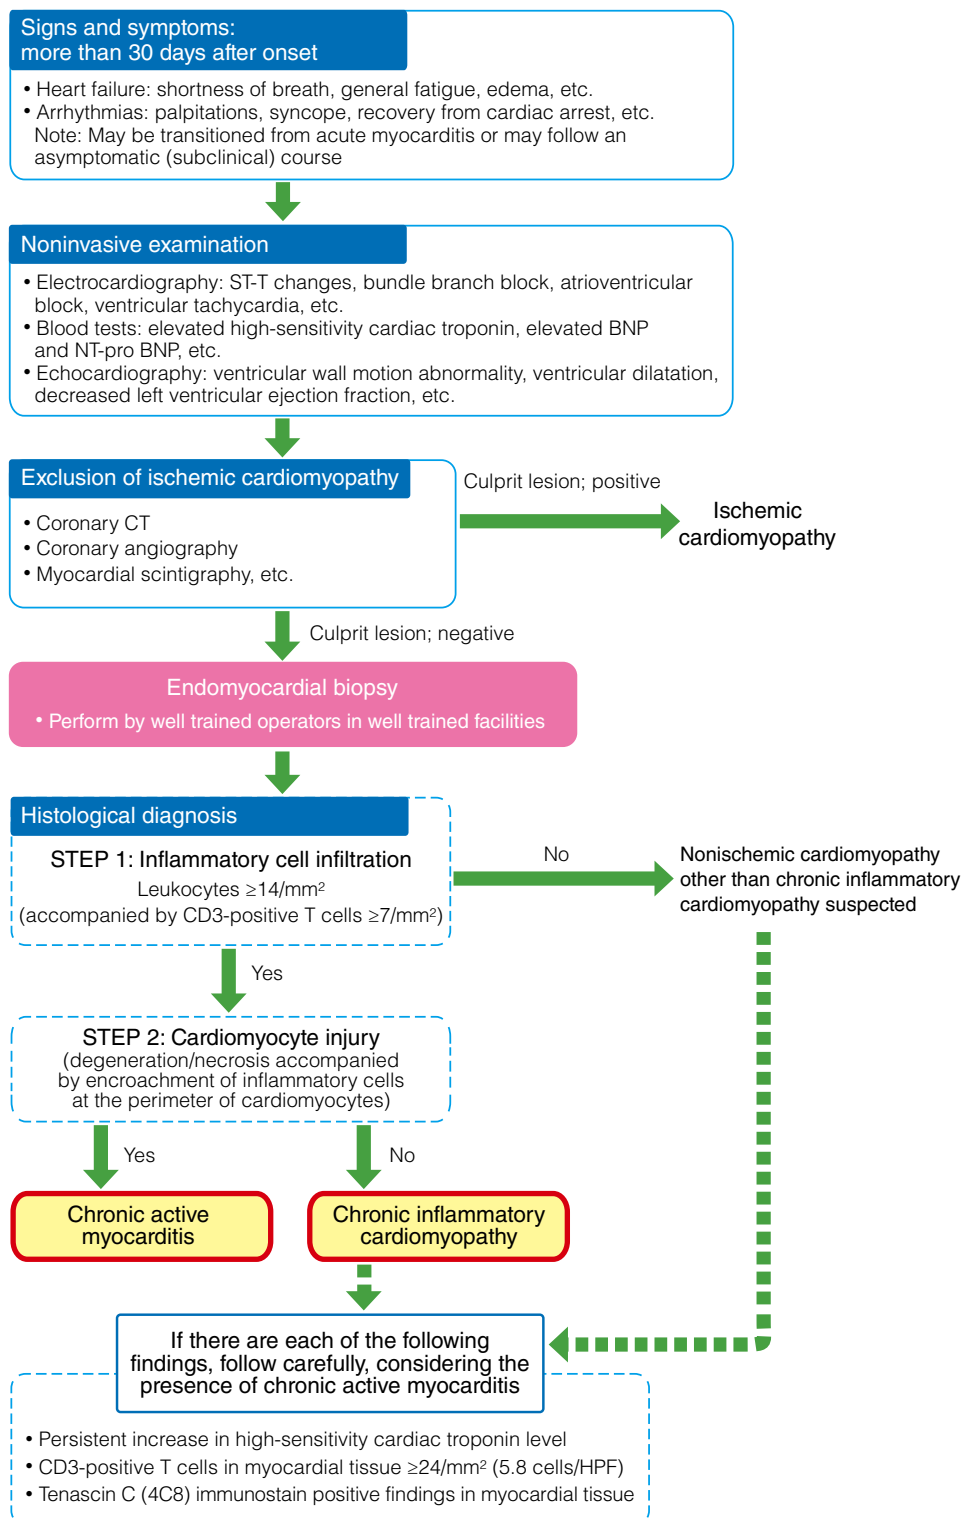 Signs and symptoms:
more than 30 days after onset
• Heart failure: shortness of breath, general fatigue, edema, etc.
• Arrhythmias: palpitations, syncope, recovery from cardiac arrest, etc.
Note: May be transitioned from acute myocarditis or may follow an
asymptomatic (subclinical) course
Noninvasive examination
• Electrocardiography: ST-T changes, bundle branch block, atrioventricular
block, ventricular tachycardia, etc.
• Blood tests: elevated high-sensitivity cardiac troponin, elevated BNP
and NT-pro BNP, etc.
• Echocardiography: ventricular wall motion abnormality, ventricular dilatation,
decreased left ventricular ejection fraction, etc.
Exclusion of ischemic cardiomyopathy
• Coronary CT
• Coronary angiography
• Myocardial scintigraphy, etc.
Culprit lesion; positive
Ischemic
cardiomyopathy
Culprit lesion; negative
Endomyocardial biopsy
• Perform by well trained operators in well trained facilities
Histological diagnosis
STEP 1: Inflammatory cell infiltration
Leukocytes ≥14/mm²
(accompanied by CD3-positive T cells ≥7/mm²)
No
Nonischemic cardiomyopathy
other than chronic inflammatory
cardiomyopathy suspected
Yes
STEP 2: Cardiomyocyte injury
(degeneration/necrosis accompanied
by encroachment of inflammatory cells
at the perimeter of cardiomyocytes)
Yes
No
Chronic active
myocarditis
Chronic inflammatory
cardiomyopathy
If there are each of the following
findings, follow carefully, considering the
presence of chronic active myocarditis
• Persistent increase in high-sensitivity cardiac troponin level
• CD3-positive T cells in myocardial tissue ≥24/mm² (5.8 cells/HPF)
• Tenascin C (4C8) immunostain positive findings in myocardial tissue